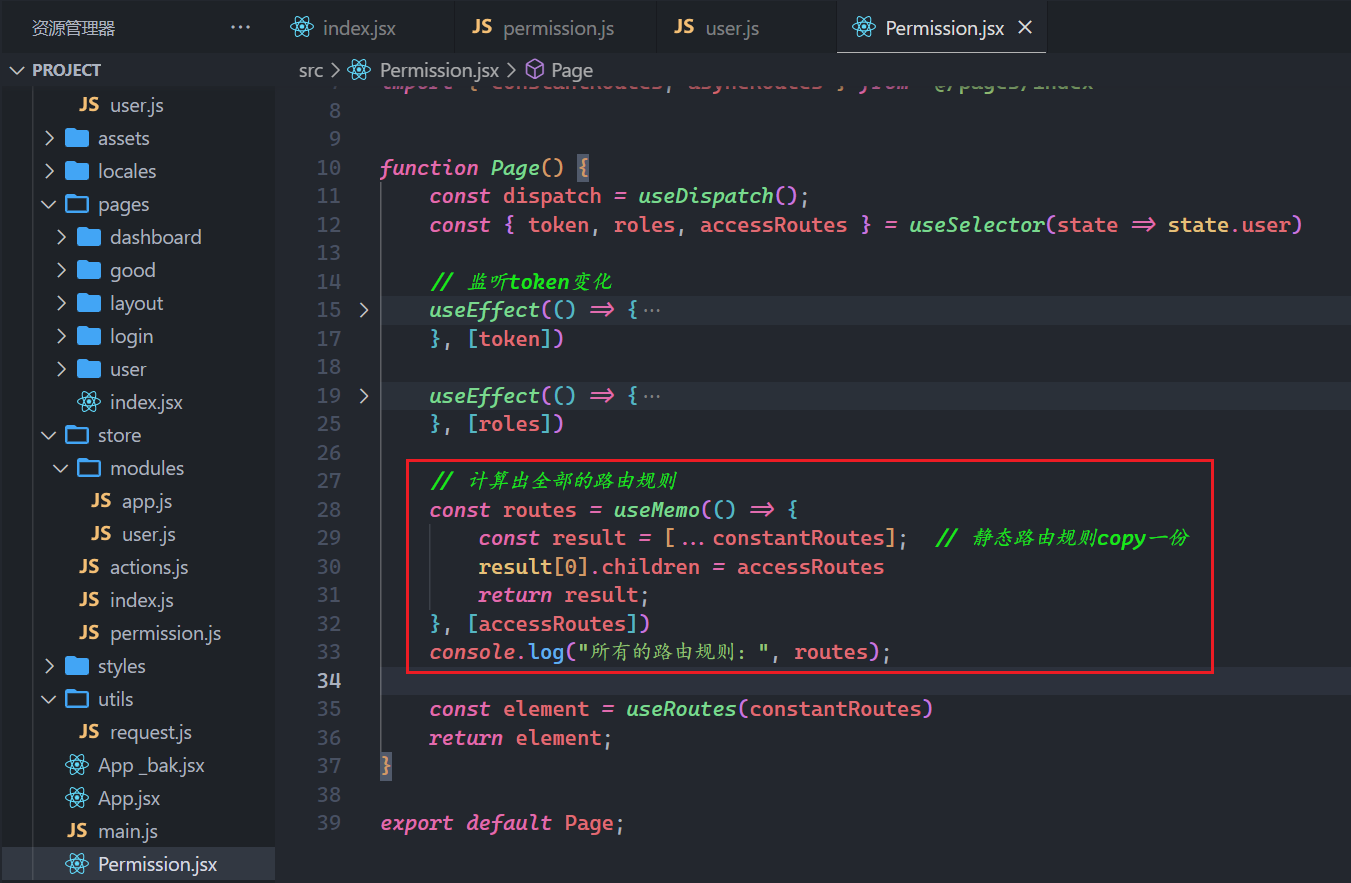 资源管理器 ···
index.jsx
JS permission.js
JS user.js
Permission.jsx
PROJECT
src > Permission.jsx > Page
JS user.js
assets
locales
pages
dashboard
good
layout
login
user
index.jsx
store
modules
JS app.js
JS user.js
JS actions.js
JS index.js
JS permission.js
styles
utils
JS request.js
App _bak.jsx
App.jsx
JS main.js
Permission.jsx
7 import { constantRoutes, asyncRoutes } from "@/pages/index"
8
9
10 function Page() {
11 const dispatch = useDispatch();
12 const { token, roles, accessRoutes } = useSelector(state => state.user)
13
14 // 监听token变化
15 useEffect(() => {···
17 }, [token])
18
19 useEffect(() => {···
25 }, [roles])
26
27 // 计算出全部的路由规则
28 const routes = useMemo(() => {
29 const result = [...constantRoutes]; // 静态路由规则copy一份
30 result[0].children = accessRoutes
31 return result;
32 }, [accessRoutes])
33 console.log("所有的路由规则: ", routes);
34
35 const element = useRoutes(constantRoutes)
36 return element;
37 }
38
39 export default Page;